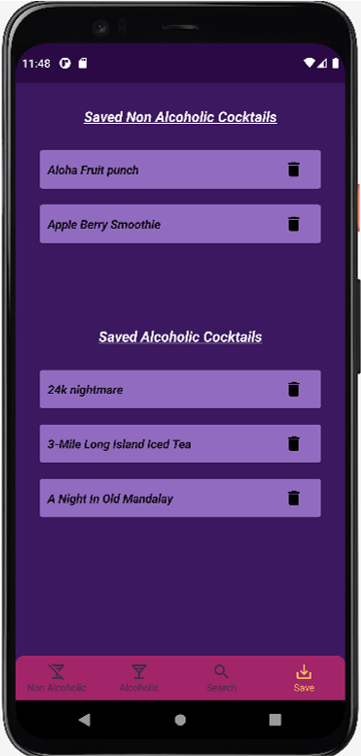 11:48
Saved Non Alcoholic Cocktails
Aloha Fruit punch
Apple Berry Smoothie
Saved Alcoholic Cocktails
24k nightmare
3-Mile Long Island Iced Tea
A Night In Old Mandalay
Non Alcoholic
Alcoholic
Search
Save